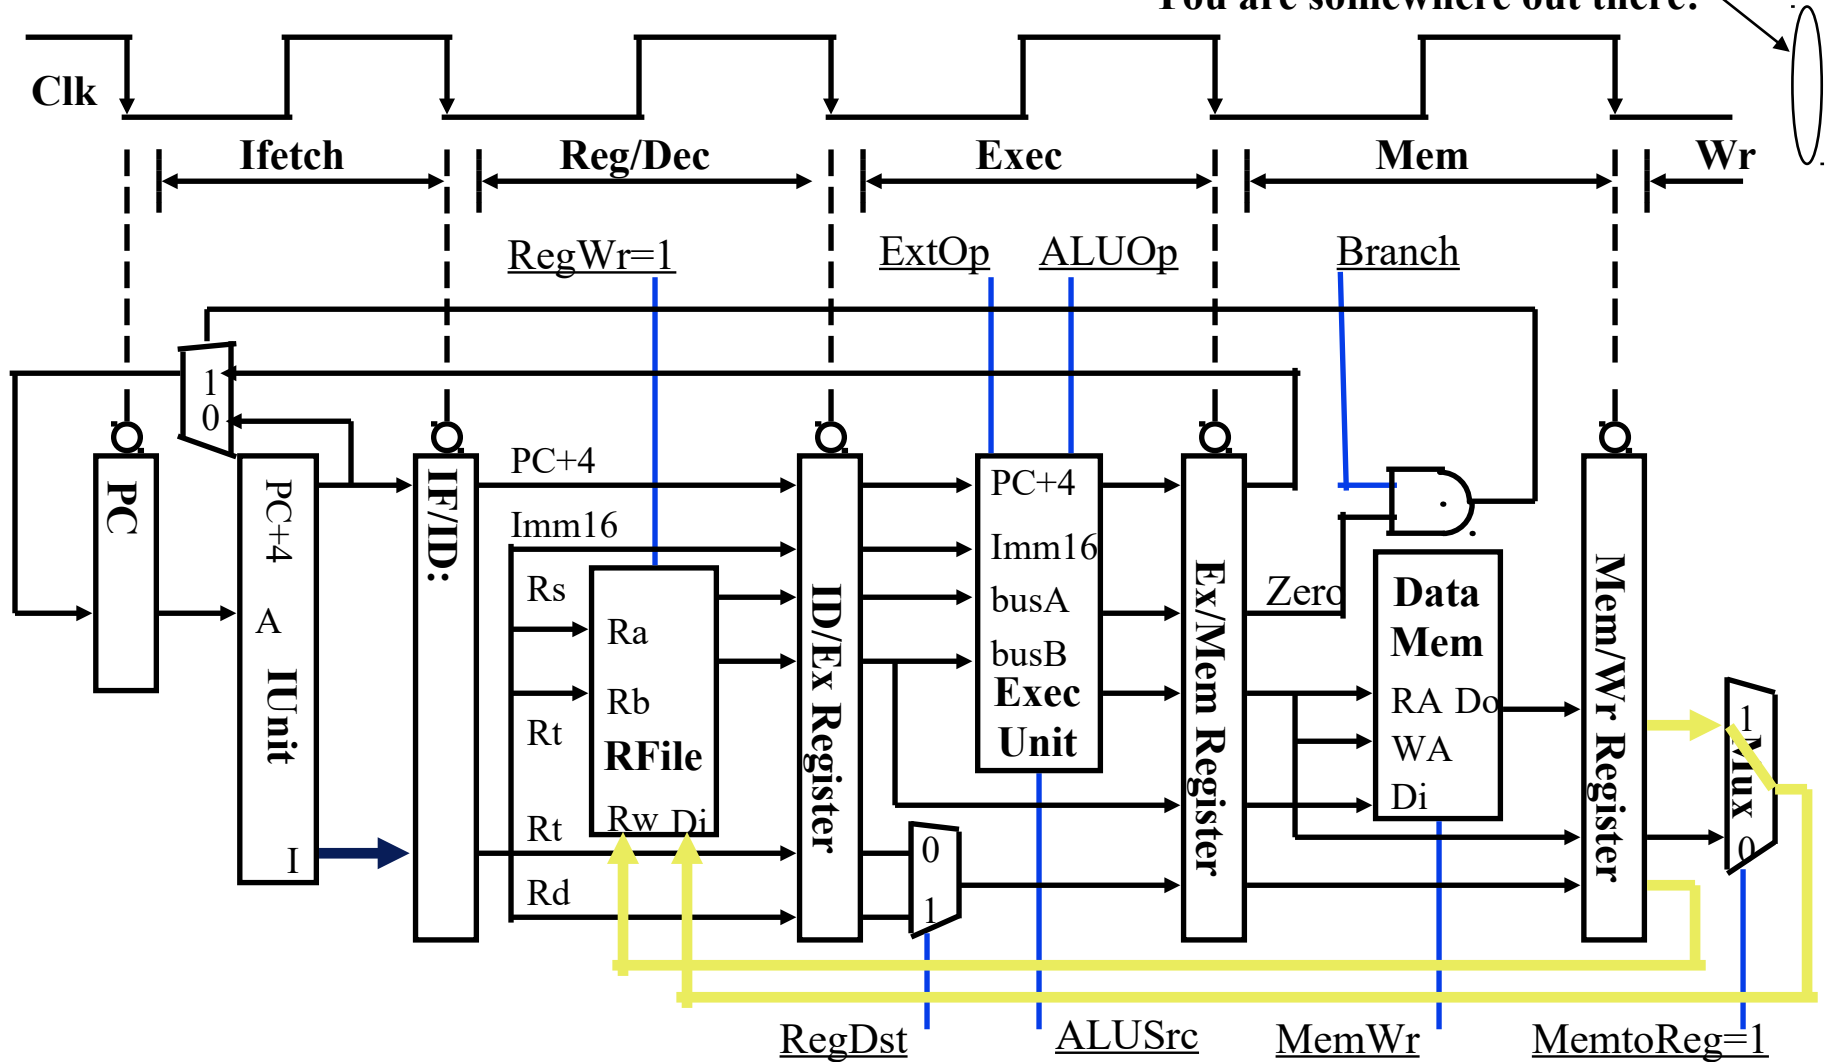 You are somewhere out there!
Clk
Ifetch
Reg/Dec
Exec
Mem
Wr
RegWr=1
ExtOp
ALUOp
Branch
1
0
PC
PC+4
A
IUnit
I
IF/ID:
PC+4
Imm16
Rs
Ra
Rb
Rt
RFile
Rw Di
Rt
Rd
ID/Ex Register
0
1
PC+4
Imm16
busA
busB
Exec
Unit
Ex/Mem Register
Zero
Data
Mem
RA Do
WA
Di
Mem/Wr Register
1
Mux
0
RegDst
ALUSrc
MemWr
MemtoReg=1